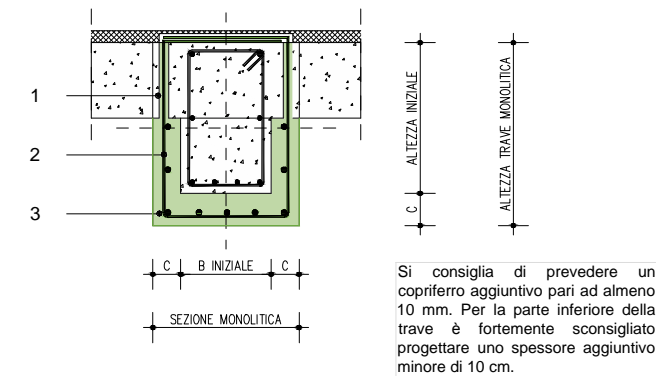 1
2
3
ALTEZZA INIZIALE
C
ALTEZZA TRAVE MONOLITICA
C
B INIZIALE
C
SEZIONE MONOLITICA
Si consiglia di prevedere un
copriferro aggiuntivo pari ad almeno
10 mm. Per la parte inferiore della
trave è fortemente sconsigliato
progettare uno spessore aggiuntivo
minore di 10 cm.